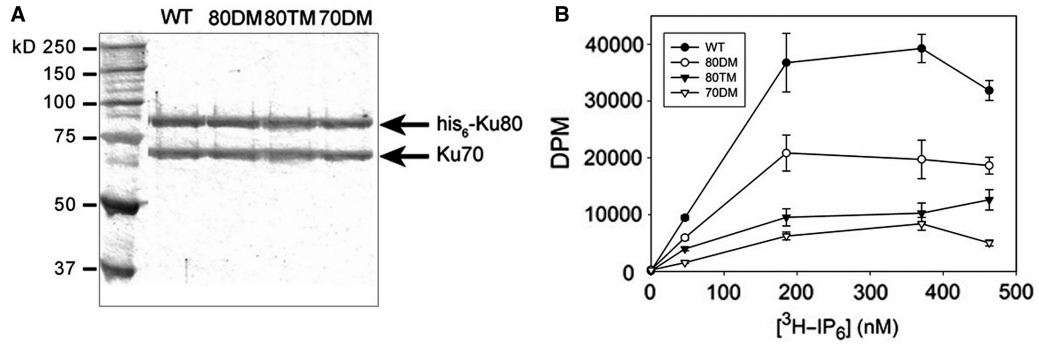 A
WT 80DM 80TM 70DM
kD 250
150
100
75
50
37
his6-Ku80
Ku70
B
DPM
40000
30000
20000
10000
0
WT
80DM
80TM
70DM
0 100 200 300 400 500
[3H–IP6] (nM)